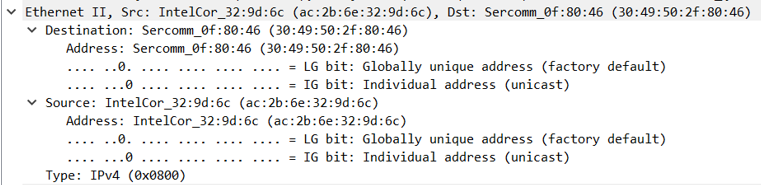 Ethernet II, Src: IntelCor_32:9d:6c (ac:2b:6e:32:9d:6c), Dst: Sercomm_0f:80:46 (30:49:50:2f:80:46)
Destination: Sercomm_0f:80:46 (30:49:50:2f:80:46)
Address: Sercomm_0f:80:46 (30:49:50:2f:80:46)
.... ..0. .... .... .... .... = LG bit: Globally unique address (factory default)
.... ...0 .... .... .... .... = IG bit: Individual address (unicast)
Source: IntelCor_32:9d:6c (ac:2b:6e:32:9d:6c)
Address: IntelCor_32:9d:6c (ac:2b:6e:32:9d:6c)
.... ..0. .... .... .... .... = LG bit: Globally unique address (factory default)
.... ...0 .... .... .... .... = IG bit: Individual address (unicast)
Type: IPv4 (0x0800)